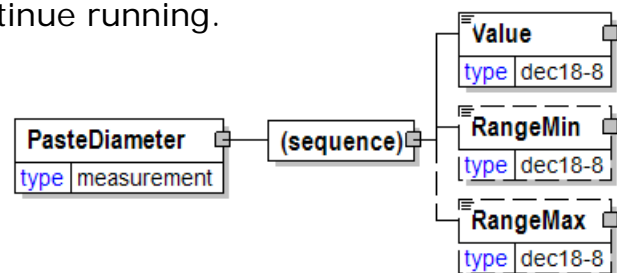 tinue running.
Value
type dec18-8
PasteDiameter
type measurement
(sequence)
RangeMin
type dec18-8
RangeMax
type dec18-8